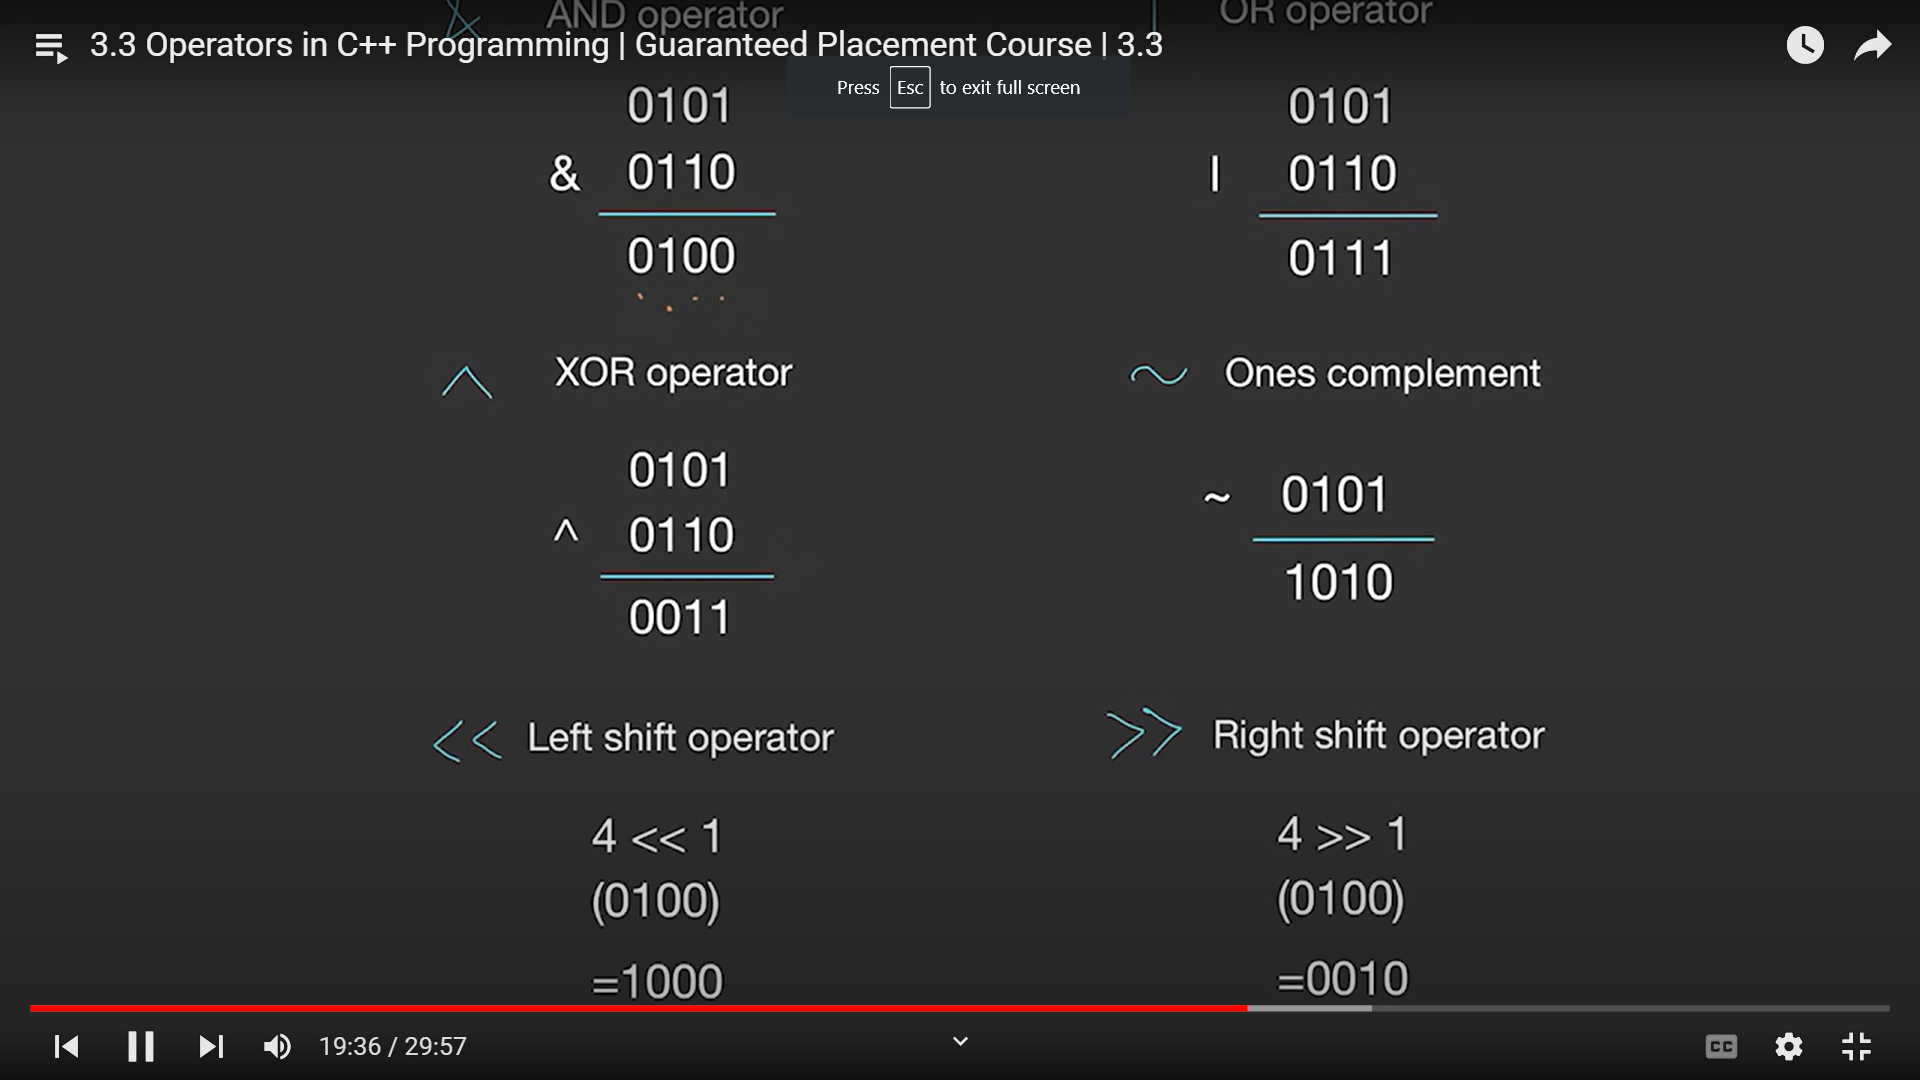 & AND operator
| OR operator
3.3 Operators in C++ Programming | Guaranteed Placement Course | 3.3
Press Esc to exit full screen
0101
& 0110
0100
0101
| 0110
0111
^ XOR operator
0101
^ 0110
0011
~ Ones complement
~ 0101
1010
<< Left shift operator
4 << 1
(0100)
=1000
>> Right shift operator
4 >> 1
(0100)
=0010
19:36 / 29:57
CC